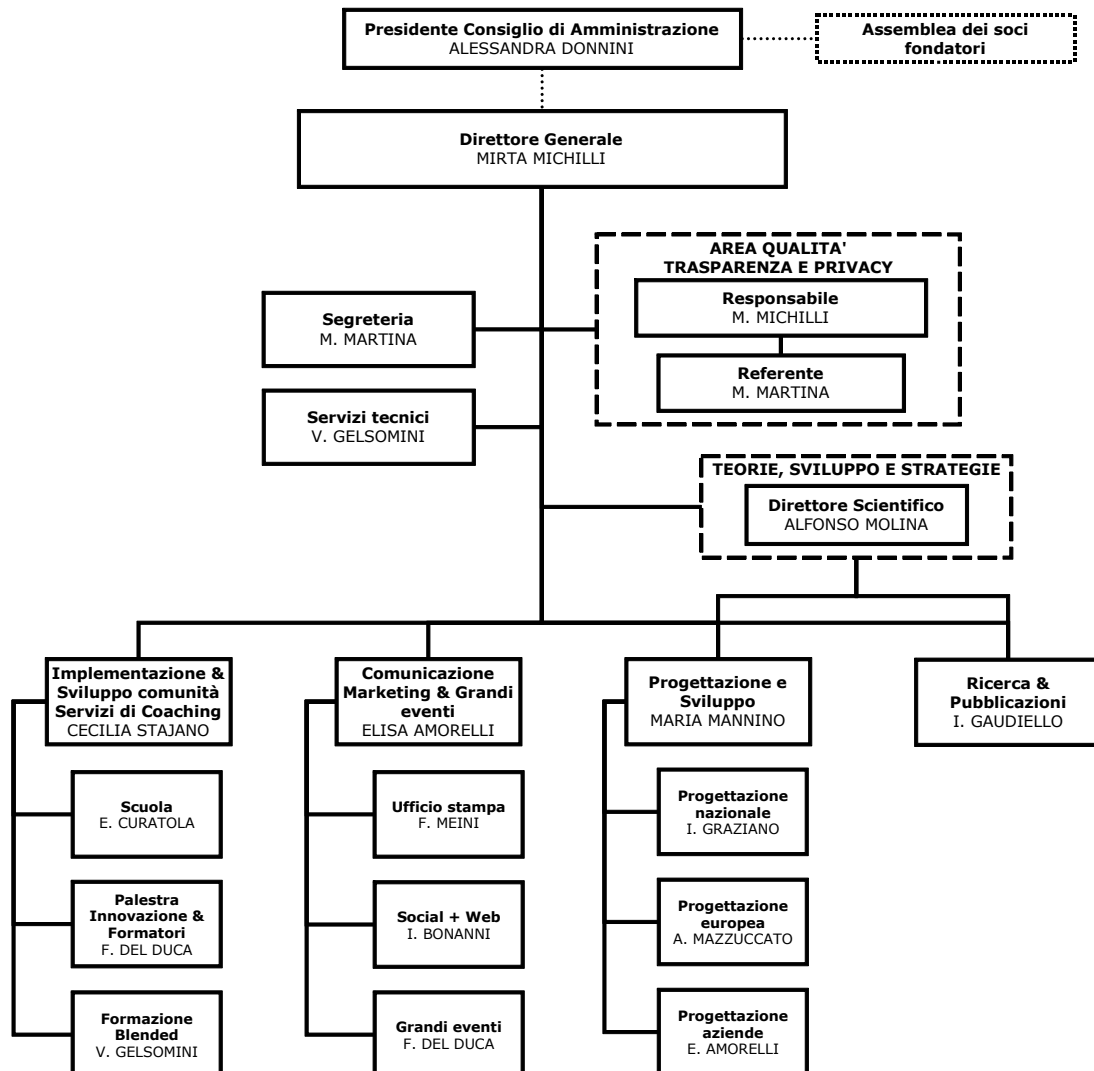 Presidente Consiglio di Amministrazione
ALESSANDRA DONNINI
Assemblea dei soci
fondatori
Direttore Generale
MIRTA MICHILLI
AREA QUALITA'
TRASPARENZA E PRIVACY
Responsabile
M. MICHILLI
Referente
M. MARTINA
Segreteria
M. MARTINA
Servizi tecnici
V. GELSOMINI
TEORIE, SVILUPPO E STRATEGIE
Direttore Scientifico
ALFONSO MOLINA
Implementazione &
Sviluppo comunità
Servizi di Coaching
CECILIA STAJANO
Scuola
E. CURATOLA
Palestra
Innovazione &
Formatori
F. DEL DUCA
Formazione
Blended
V. GELSOMINI
Comunicazione
Marketing & Grandi
eventi
ELISA AMORELLI
Ufficio stampa
F. MEINI
Social + Web
I. BONANNI
Grandi eventi
F. DEL DUCA
Progettazione e
Sviluppo
MARIA MANNINO
Progettazione
nazionale
I. GRAZIANO
Progettazione
europea
A. MAZZUCCATO
Progettazione
aziende
E. AMORELLI
Ricerca &
Pubblicazioni
I. GAUDIELLO